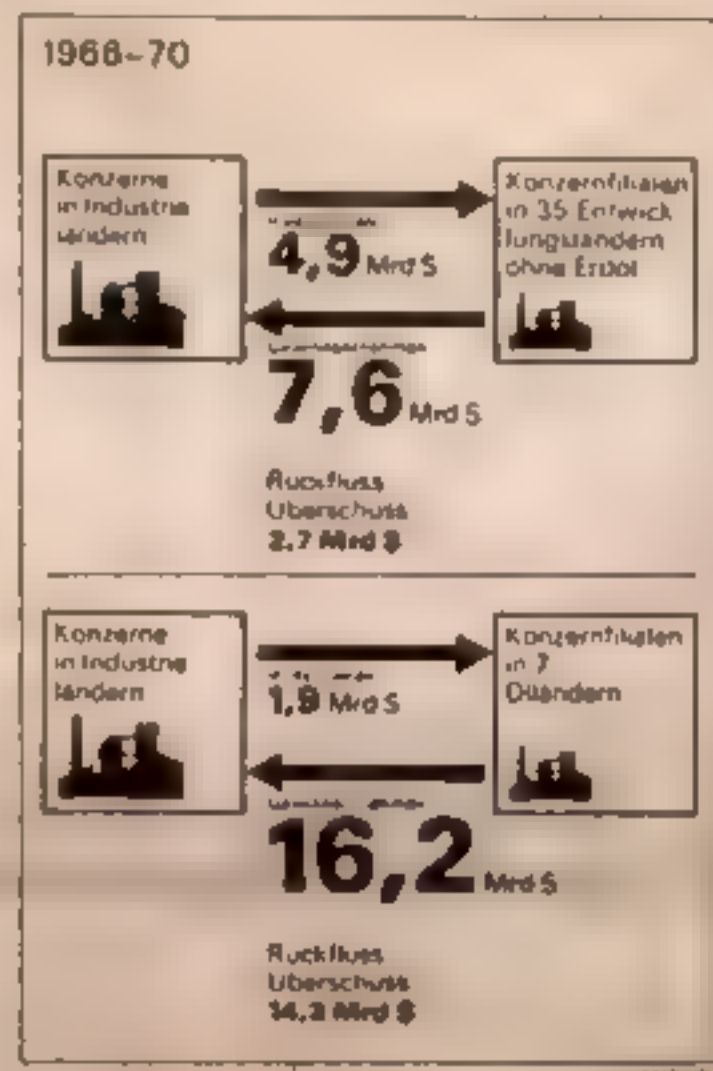 1966-70
Konzerne
in Industrie
ländern
Konzernfilialen
in 35 Entwick
lungsländern
ohne Erdöl
4,9 Mrd $
7,6 Mrd $
Rückfluss
Überschuss
2,7 Mrd $
Konzerne
in Industrie
ländern
Konzernfilialen
in 7
Ölländern
1,9 Mrd $
16,2 Mrd $
Rückfluss
Überschuss
14,3 Mrd $